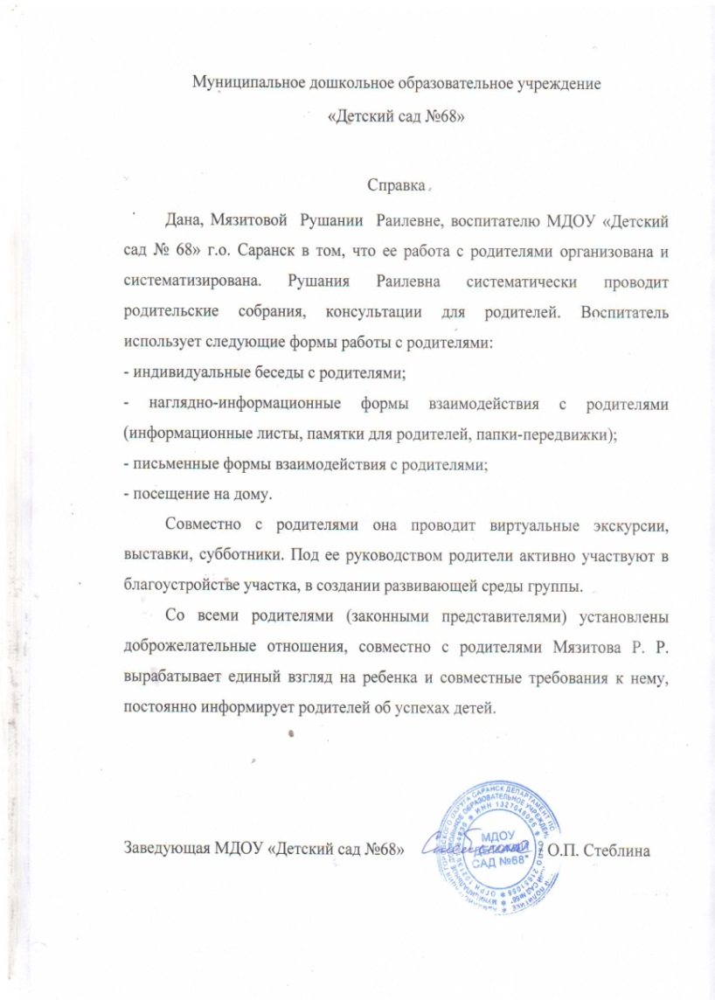 Муниципальное дошкольное образовательное учреждение
«Детский сад №68»
Справка
Дана, Мязитовой Рушании Раилевне, воспитателю МДОУ «Детский
сад № 68» г.о. Саранск в том, что ее работа с родителями организована и
систематизирована. Рушания Раилевна систематически проводит
родительские собрания, консультации для родителей. Воспитатель
использует следующие формы работы с родителями:
- индивидуальные беседы с родителями;
- наглядно-информационные формы взаимодействия с родителями
(информационные листы, памятки для родителей, папки-передвижки);
- письменные формы взаимодействия с родителями;
- посещение на дому.
Совместно с родителями она проводит виртуальные экскурсии,
выставки, субботники. Под ее руководством родители активно участвуют в
благоустройстве участка, в создании развивающей среды группы.
Со всеми родителями (законными представителями) установлены
доброжелательные отношения, совместно с родителями Мязитова Р. Р.
вырабатывает единый взгляд на ребенка и совместные требования к нему,
постоянно информирует родителей об успехах детей.
Заведующая МДОУ «Детский сад №68» О.П. Стеблина
МДОУ
САД №68"